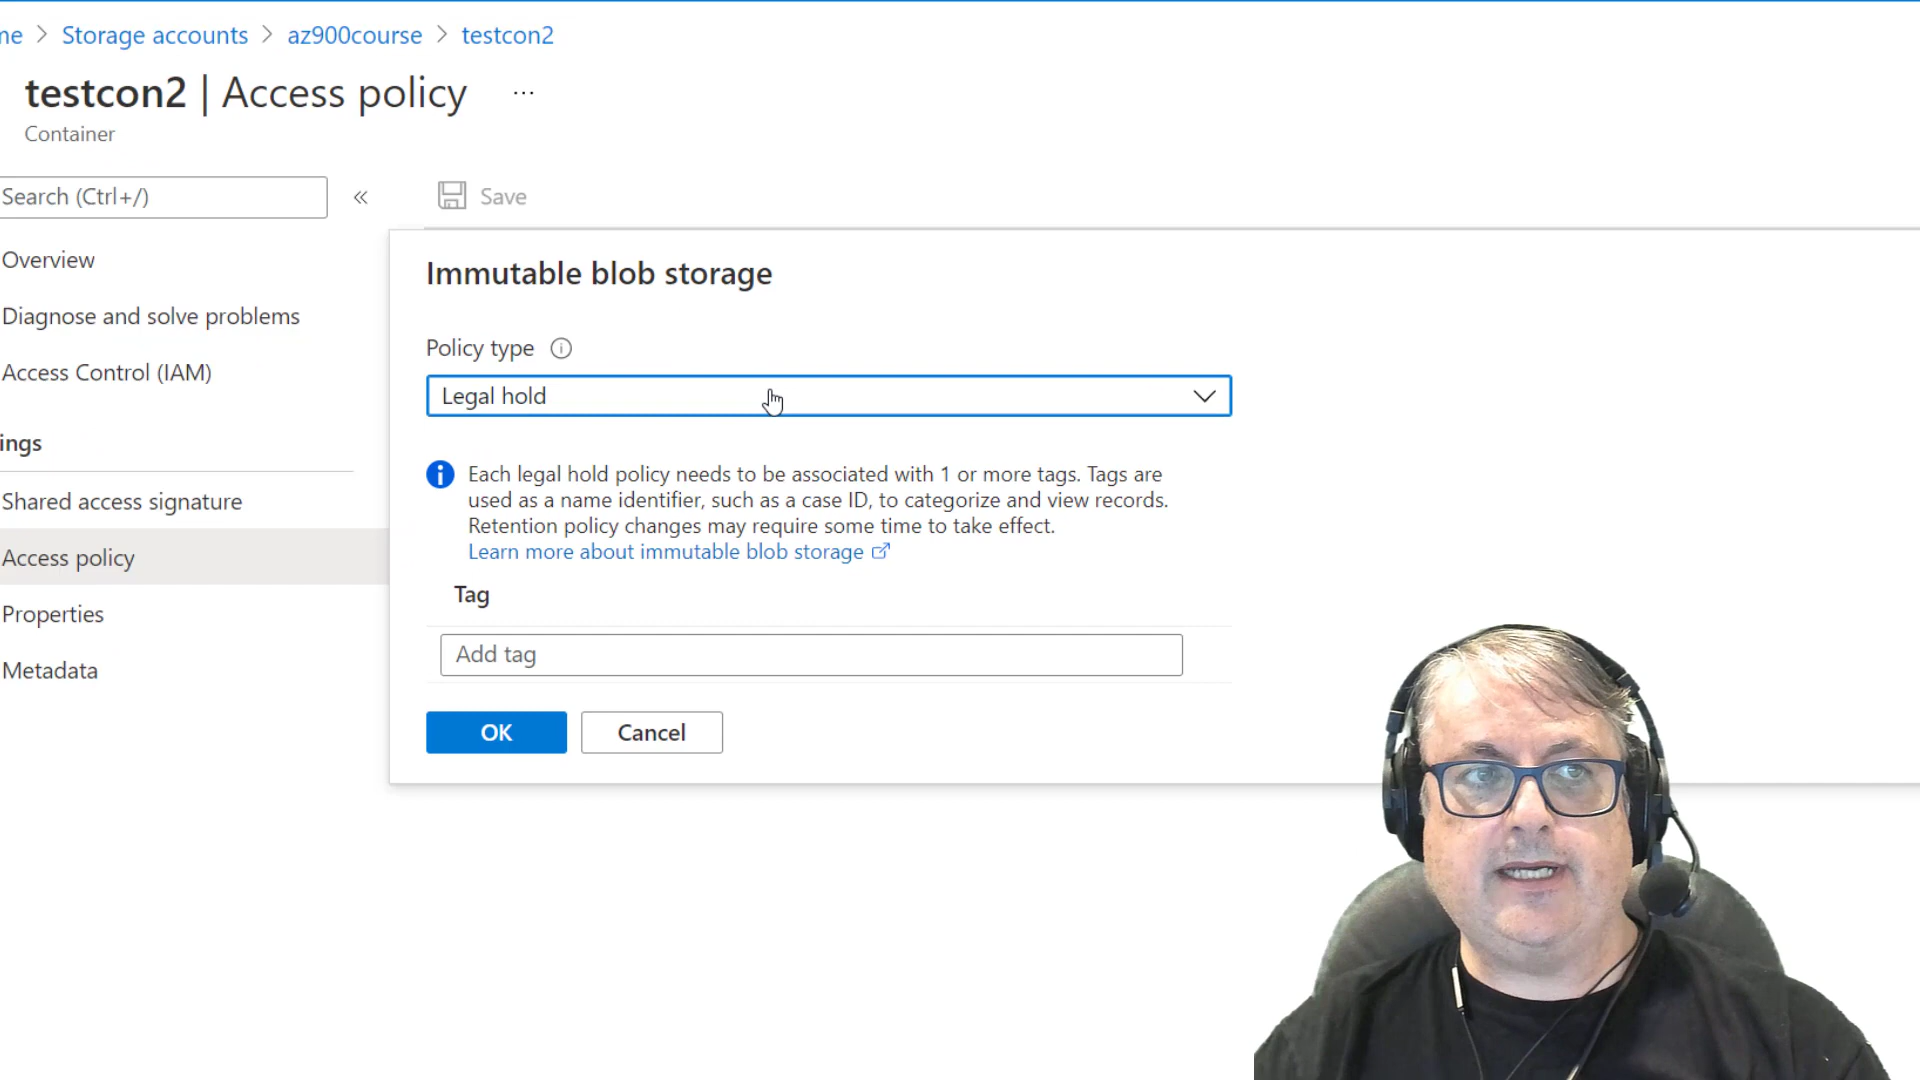 me > Storage accounts > az900course > testcon2
testcon2 | Access policy ...
Container
Search (Ctrl+/) «
Save
Overview
Diagnose and solve problems
Access Control (IAM)
ings
Shared access signature
Access policy
Properties
Metadata
Immutable blob storage
Policy type
Legal hold
Each legal hold policy needs to be associated with 1 or more tags. Tags are
used as a name identifier, such as a case ID, to categorize and view records.
Retention policy changes may require some time to take effect.
Learn more about immutable blob storage
Tag
Add tag
OK Cancel